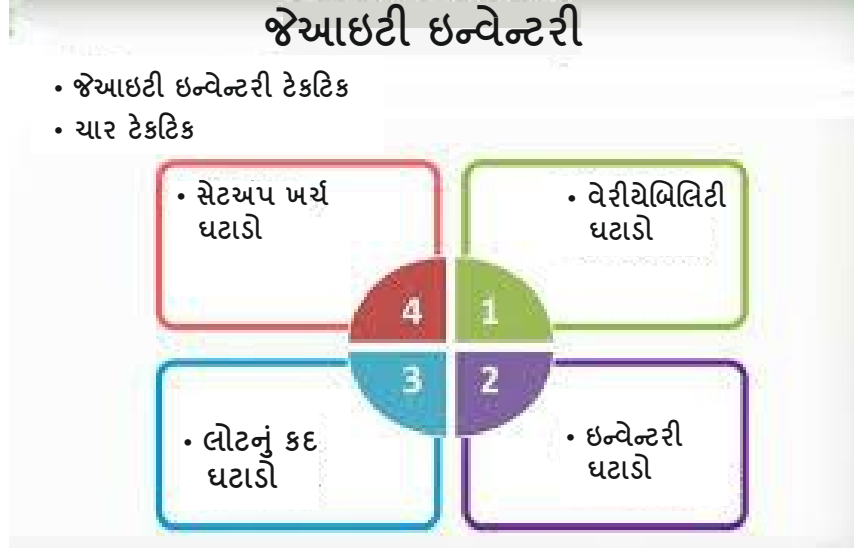 જેઆઇટી ઇન્વેન્ટરી
• જેઆઇટી ઇન્વેન્ટરી ટેકટિક
• ચાર ટેકટિક
• સેટઅપ ખર્ચ
ઘટાડો
4
• વેરીયેબિલિટી
ઘટાડો
1
3
• લોટનું કદ
ઘટાડો
2
• ઇન્વેન્ટરી
ઘટાડો